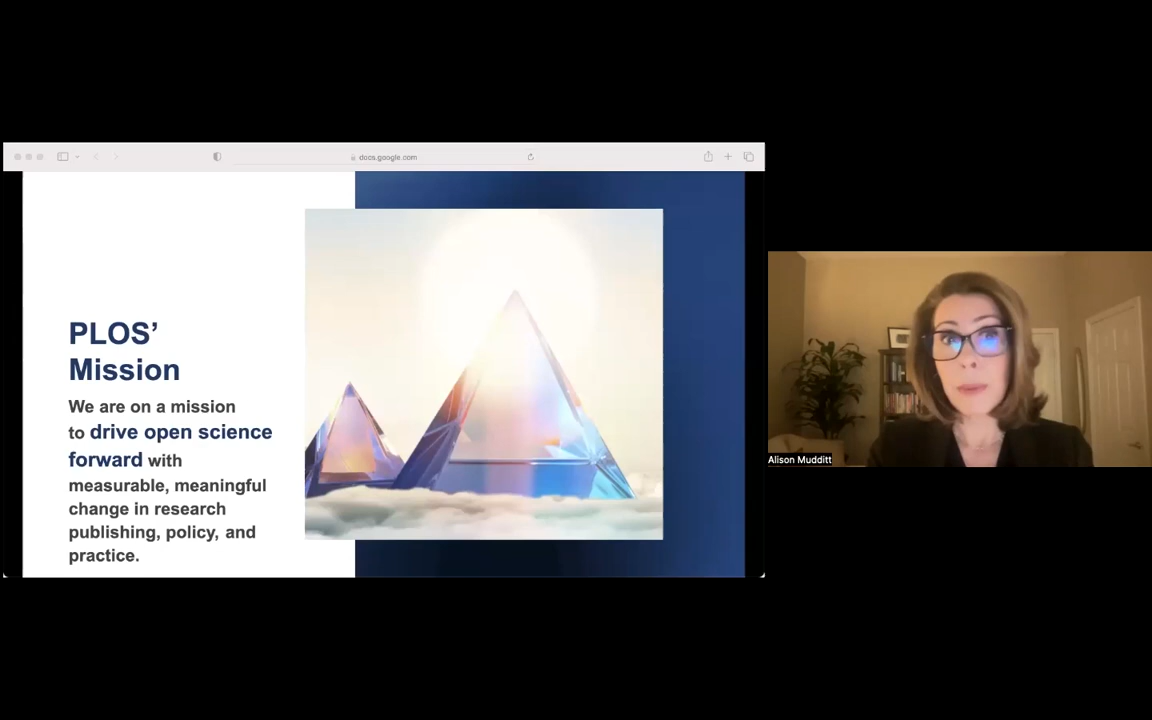 docs.google.com
PLOS’
Mission
We are on a mission
to drive open science
forward with
measurable, meaningful
change in research
publishing, policy, and
practice.
Alison Mudditt